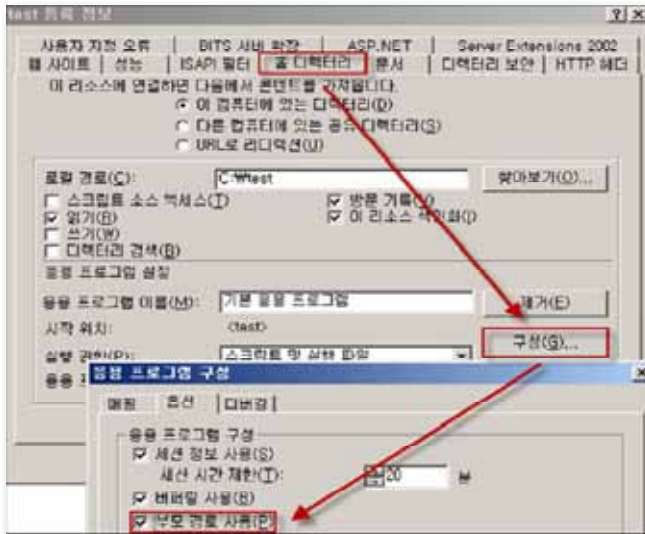 test 등록 정보
사용자 지정 오류 BITS 서버 확장 ASP.NET Server Extensions 2002
웹 사이트 성능 ISAPI 필터 홈 디렉터리 문서 디렉터리 보안 HTTP 헤더
이 리소스에 연결하면 다음에서 콘텐트를 가져옵니다.
이 컴퓨터에 있는 디렉터리(D)
다른 컴퓨터에 있는 공유 디렉터리(S)
URL로 리디렉션(U)
로컬 경로(C): C:\test 찾아보기(O)...
스크립트 소스 액세스(T) 방문 기록(V)
읽기(R) 이 리소스 색인화(I)
쓰기(W)
디렉터리 검색(B)
응용 프로그램 설정
응용 프로그램 이름(M): 기본 응용 프로그램 제거(E)
시작 위치: <test> 구성(G)...
실행 권한(P): 스크립트 및 실행 파일
응용
응용 프로그램 구성
매핑 옵션 디버깅
응용 프로그램 구성
세션 정보 사용(S)
세션 시간 제한(T): 20 분
버퍼링 사용(B)
부모 경로 사용(P)